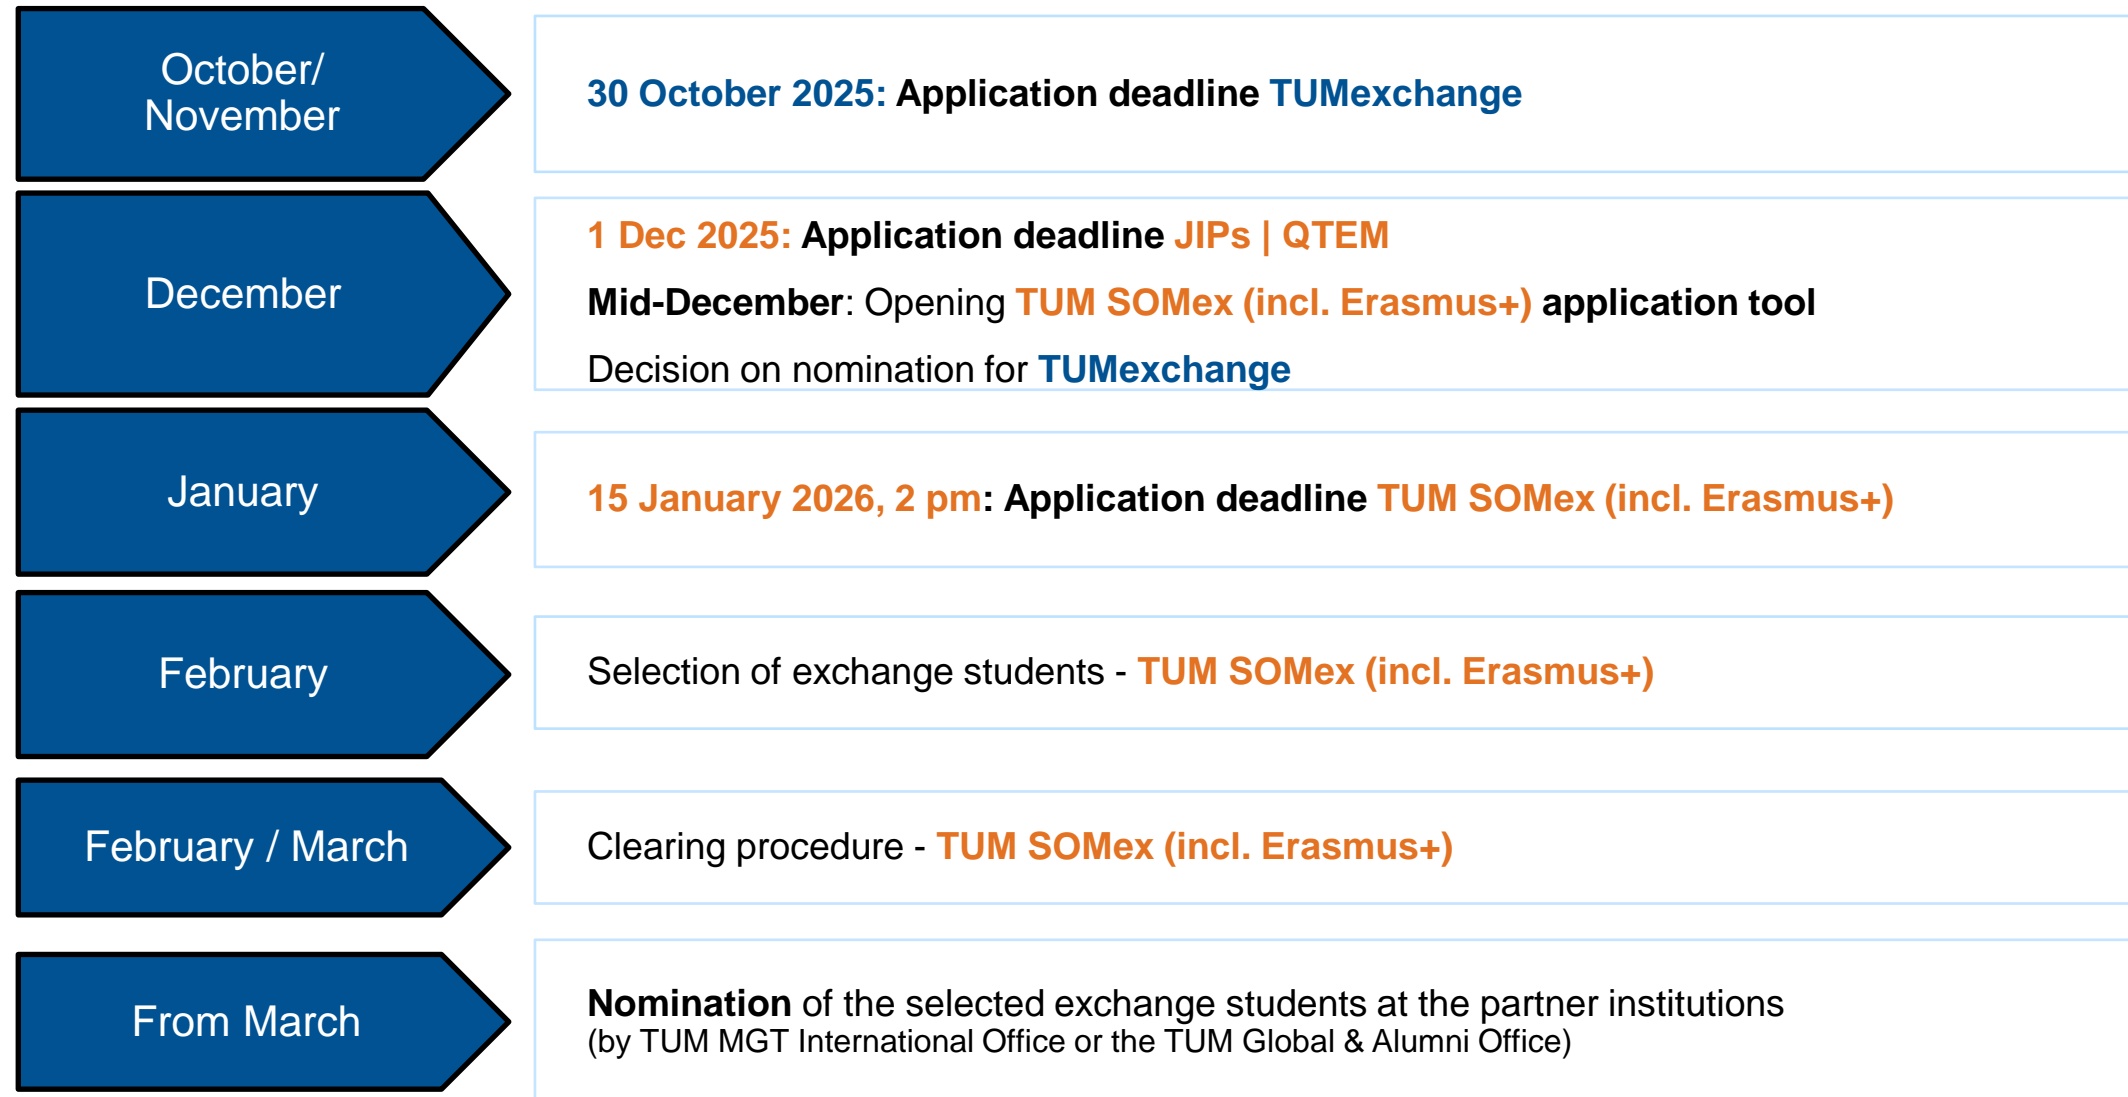 October/
November
30 October 2025: Application deadline TUMexchange
December
1 Dec 2025: Application deadline JIPs | QTEM
Mid-December: Opening TUM SOMex (incl. Erasmus+) application tool
Decision on nomination for TUMexchange
January
15 January 2026, 2 pm: Application deadline TUM SOMex (incl. Erasmus+)
February
Selection of exchange students - TUM SOMex (incl. Erasmus+)
February / March
Clearing procedure - TUM SOMex (incl. Erasmus+)
From March
Nomination of the selected exchange students at the partner institutions
(by TUM MGT International Office or the TUM Global & Alumni Office)